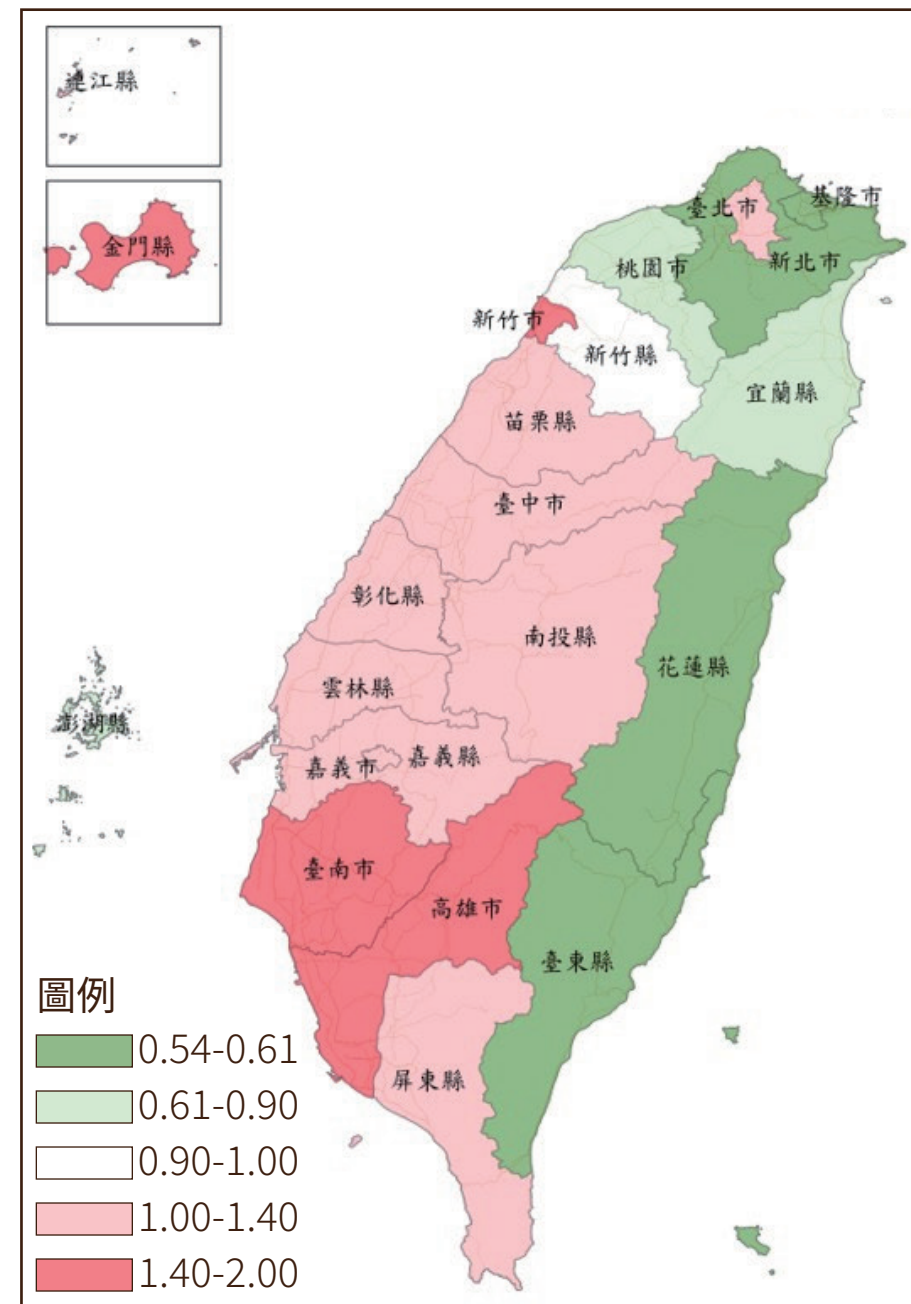 連江縣
金門縣
基隆市
臺北市
新北市
桃園市
新竹市
新竹縣
宜蘭縣
苗栗縣
臺中市
彰化縣
南投縣
花蓮縣
雲林縣
澎湖縣
嘉義市
嘉義縣
臺南市
高雄市
臺東縣
屏東縣
圖例
0.54-0.61
0.61-0.90
0.90-1.00
1.00-1.40
1.40-2.00